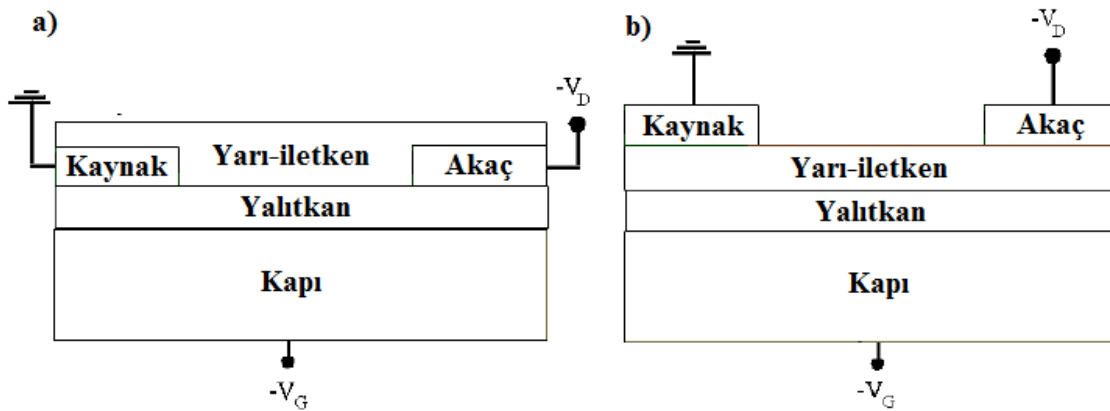 a)
-V_D
Yarı-iletken
Kaynak
Akaç
Yalıtkan
Kapı
-V_G
b)
-V_D
Kaynak
Akaç
Yarı-iletken
Yalıtkan
Kapı
-V_G